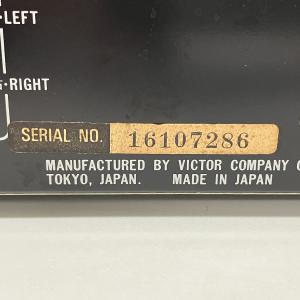 LEFT
RIGHT
SERIAL NO. 16107286
MANUFACTURED BY VICTOR COMPANY
TOKYO, JAPAN. MADE IN JAPAN